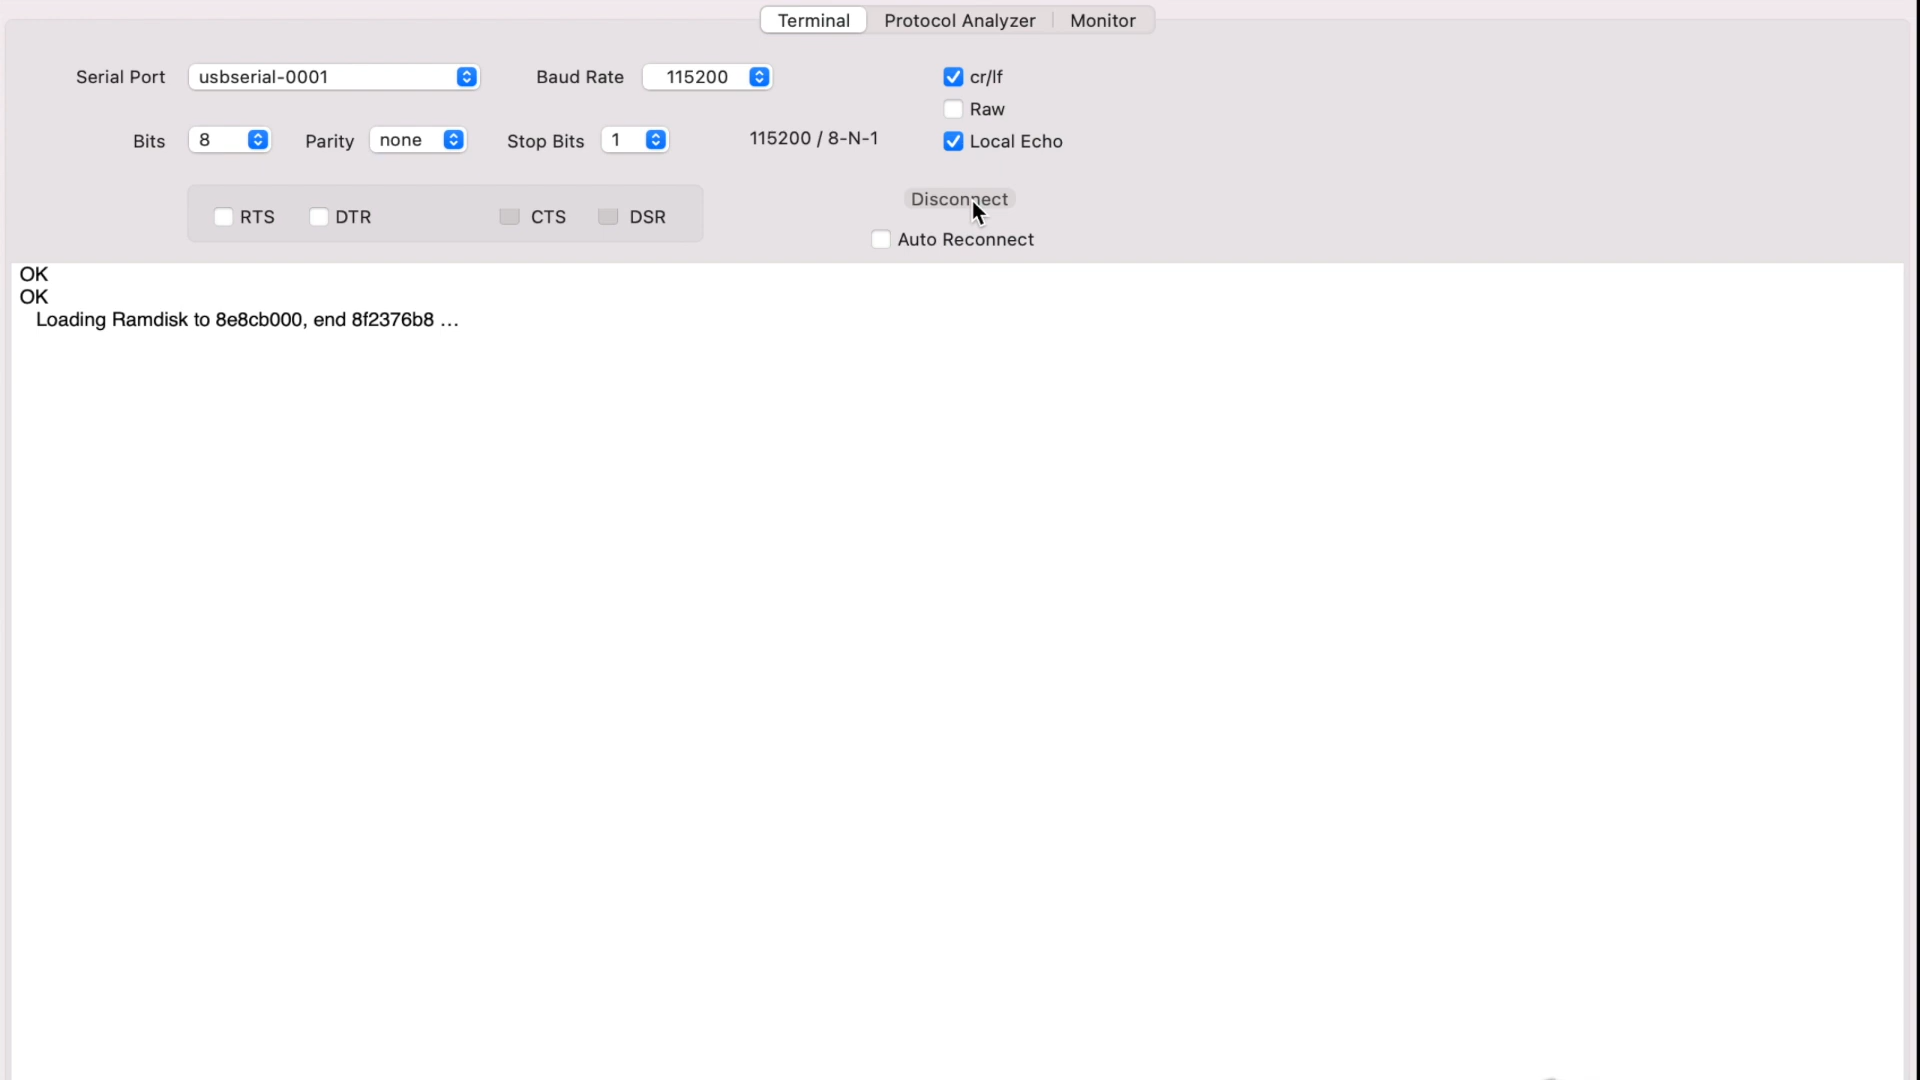 Terminal Protocol Analyzer Monitor
Serial Port usbserial-0001 Baud Rate 115200 cr/lf
Raw
Bits 8 Parity none Stop Bits 1 115200 / 8-N-1 Local Echo
Disconnect
RTS DTR CTS DSR
Auto Reconnect
OK
OK
Loading Ramdisk to 8e8cb000, end 8f2376b8 ...